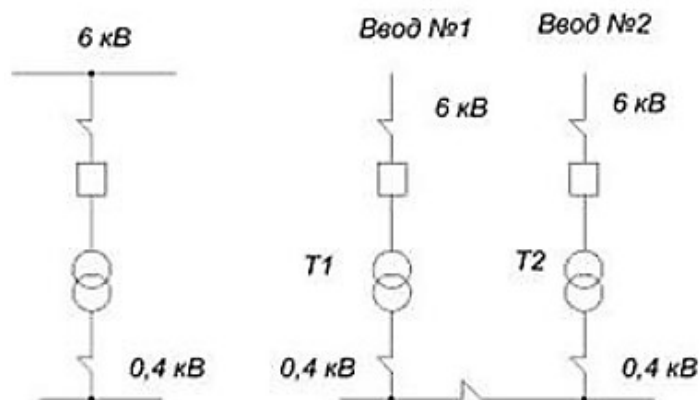 6 кВ Ввод №1 Ввод №2
6 кВ 6 кВ
Т1 Т2
0,4 кВ 0,4 кВ 0,4 кВ